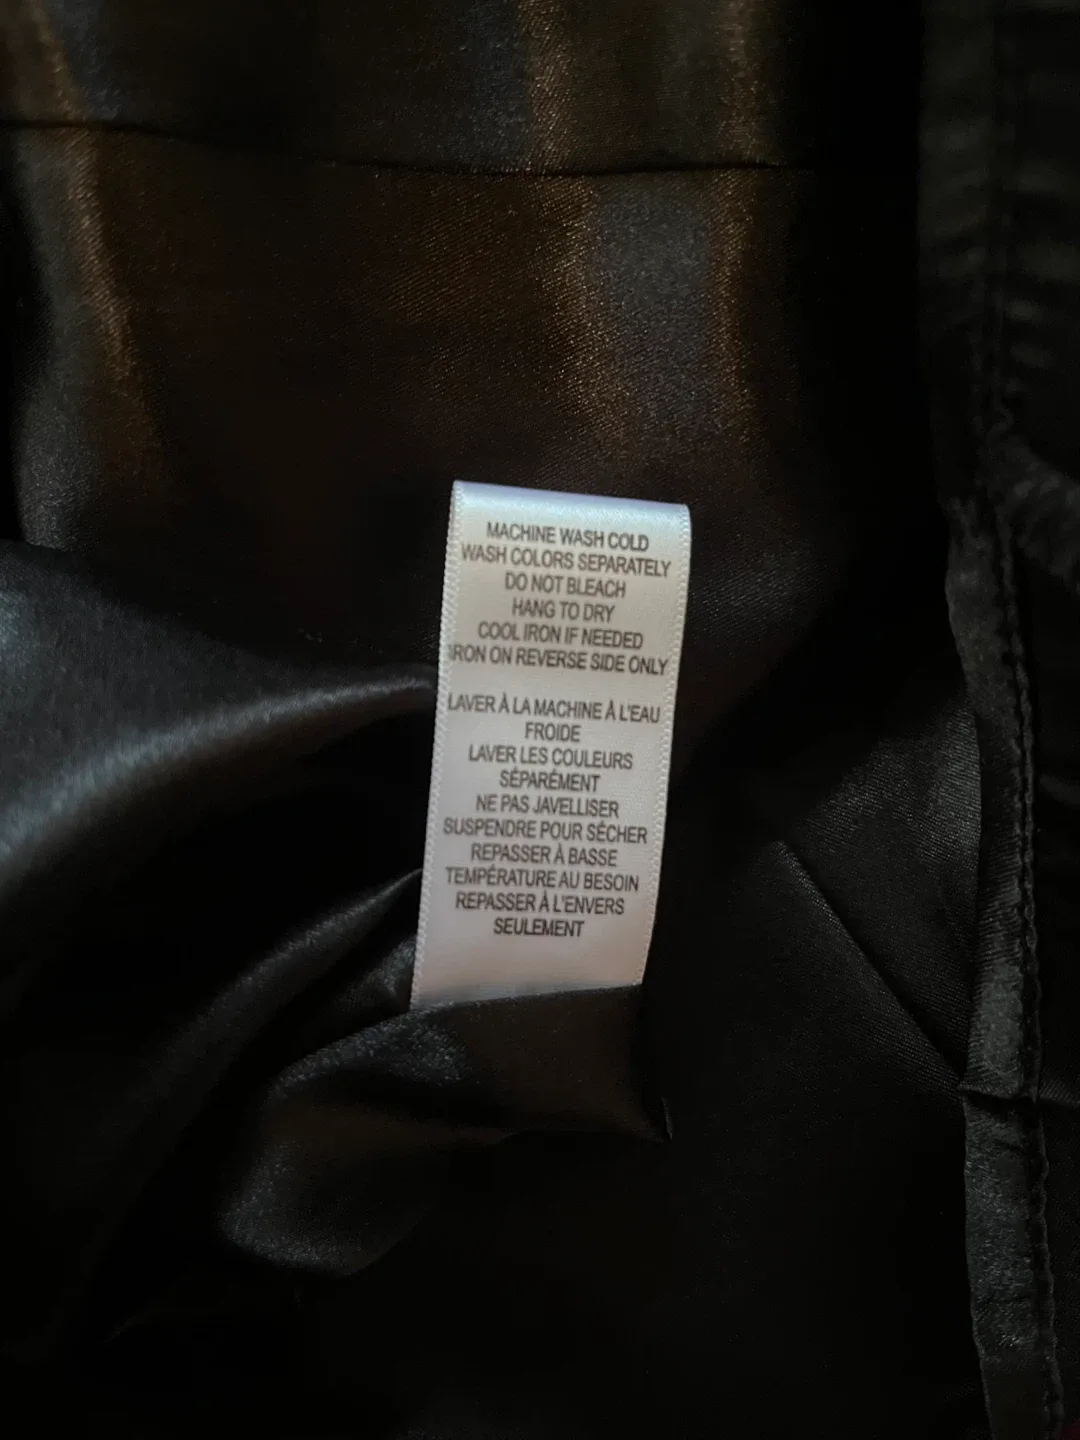 MACHINE WASH COLD
WASH COLORS SEPARATELY
DO NOT BLEACH
HANG TO DRY
COOL IRON IF NEEDED
IRON ON REVERSE SIDE ONLY
LAVER À LA MACHINE À L'EAU
FROIDE
LAVER LES COULEURS
SÉPARÉMENT
NE PAS JAVELLISER
SUSPENDRE POUR SÉCHER
REPASSER À BASSE
TEMPÉRATURE AU BESOIN
REPASSER À L'ENVERS
SEULEMENT